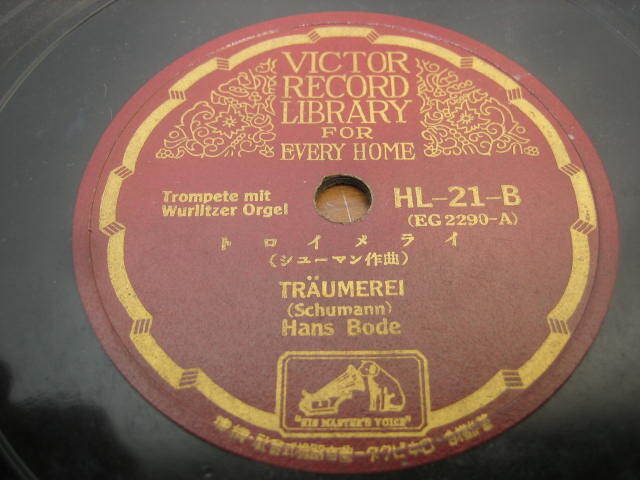 VICTOR
RECORD
LIBRARY
FOR
EVERY HOME
Trompete mit
Wurlitzer Orgel
HL-21-B
(EG 2290-A)
トロイメライ
(シューマン作曲)
TRÄUMEREI
(Schumann)
Hans Bode
"HIS MASTER'S VOICE"